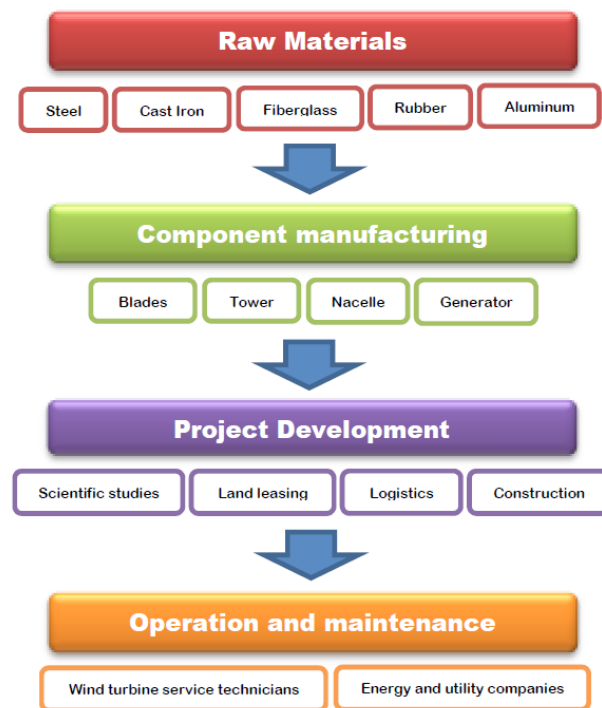 Raw Materials
Steel
Cast Iron
Fiberglass
Rubber
Aluminum
Component manufacturing
Blades
Tower
Nacelle
Generator
Project Development
Scientific studies
Land leasing
Logistics
Construction
Operation and maintenance
Wind turbine service technicians
Energy and utility companies